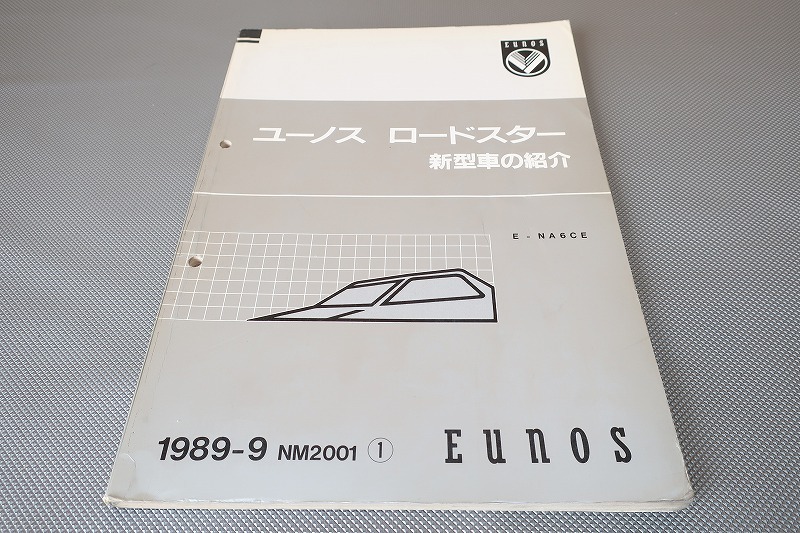 EUNOS
ユーノス ロードスター
新型車の紹介
E-NA6CE
1989-9 NM2001 ①
EUNOS